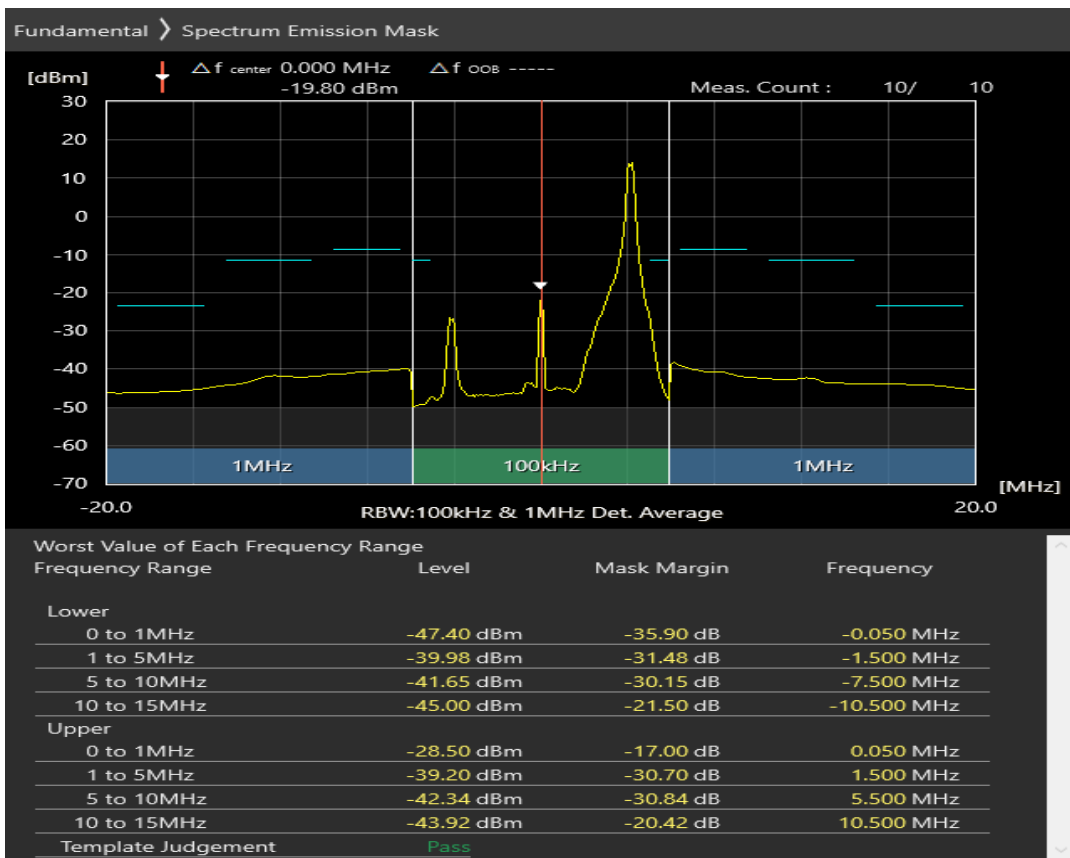 Fundamental 〉 Spectrum Emission Mask
△f center 0.000 MHz △f OOB -----
[dBm]
-19.80 dBm Meas. Count : 10/ 10
30
20
10
0
-10
-20
-30
-40
-50
-60
1MHz 100kHz 1MHz
-70
[MHz]
-20.0 20.0
RBW:100kHz & 1MHz Det. Average
Worst Value of Each Frequency Range
Frequency Range Level Mask Margin Frequency
Lower
0 to 1MHz -47.40 dBm -35.90 dB -0.050 MHz
1 to 5MHz -39.98 dBm -31.48 dB -1.500 MHz
5 to 10MHz -41.65 dBm -30.15 dB -7.500 MHz
10 to 15MHz -45.00 dBm -21.50 dB -10.500 MHz
Upper
0 to 1MHz -28.50 dBm -17.00 dB 0.050 MHz
1 to 5MHz -39.20 dBm -30.70 dB 1.500 MHz
5 to 10MHz -42.34 dBm -30.84 dB 5.500 MHz
10 to 15MHz -43.92 dBm -20.42 dB 10.500 MHz
Template Judgement Pass